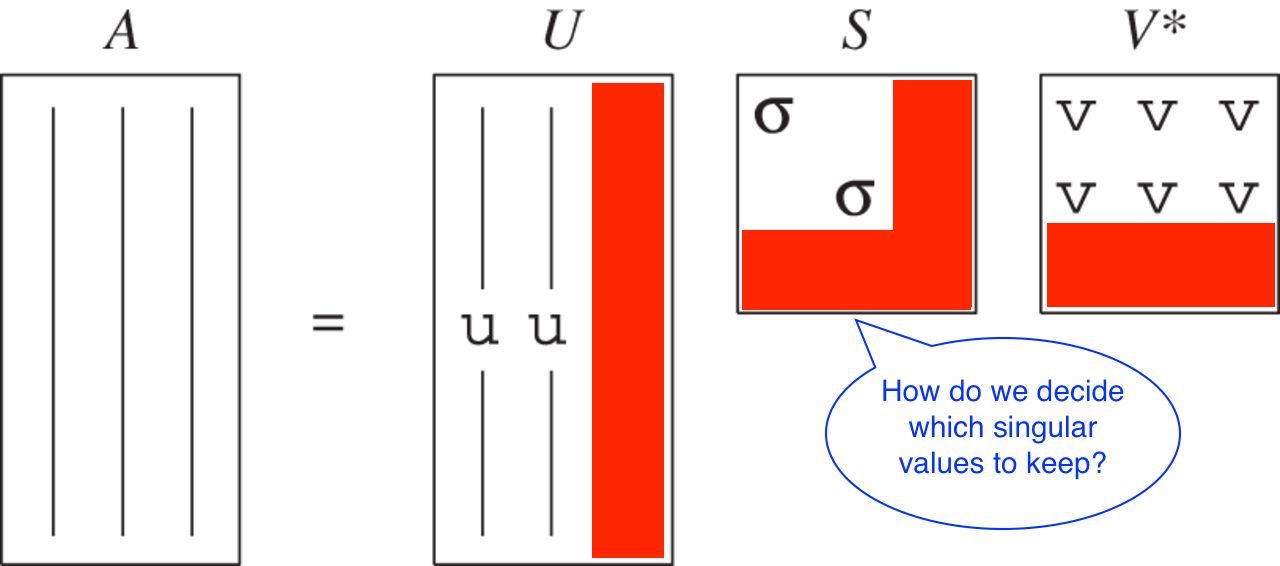 A U S V*
σ v v v
σ v v v
= u u
How do we decide
which singular
values to keep?